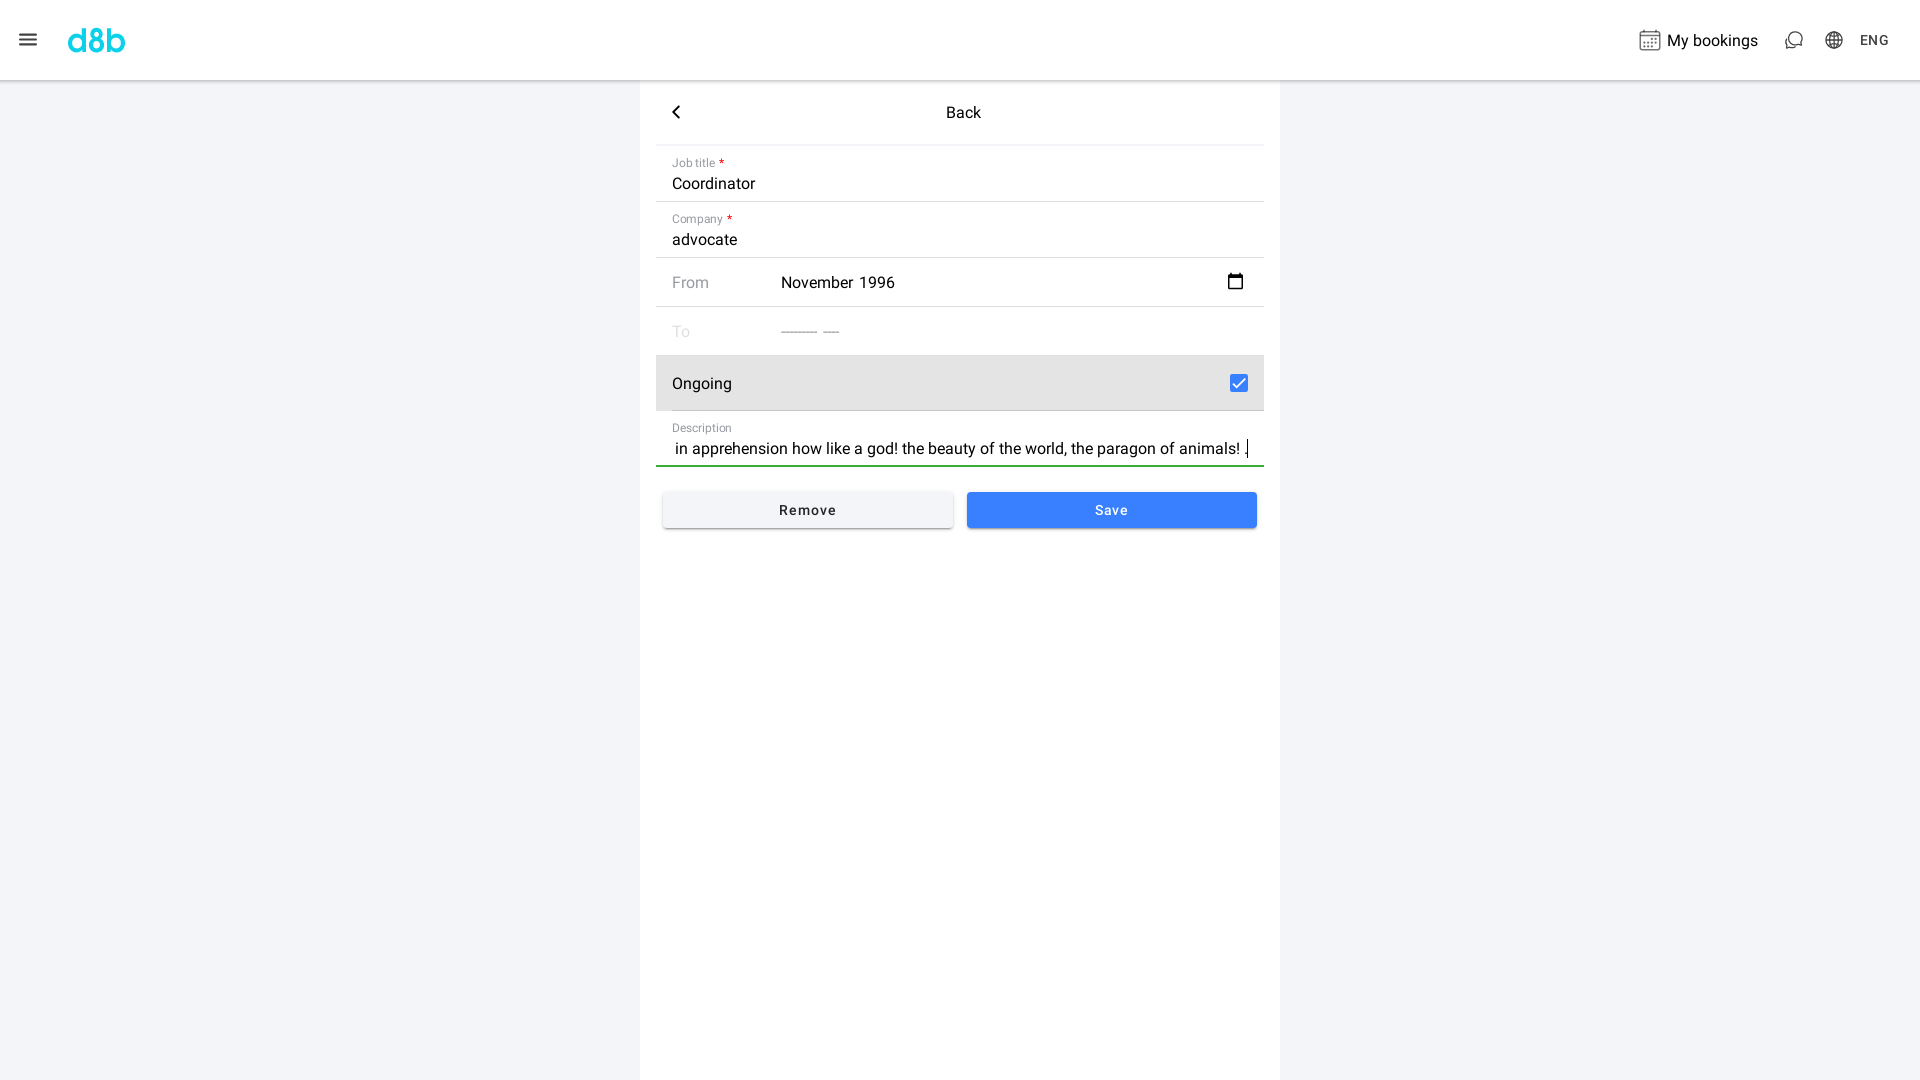 d8b
My bookings
ENG
Back
Job title *
Coordinator
Company *
advocate
From
November 1996
To
--------- ----
Ongoing
Description
in apprehension how like a god! the beauty of the world, the paragon of animals! .
Remove
Save